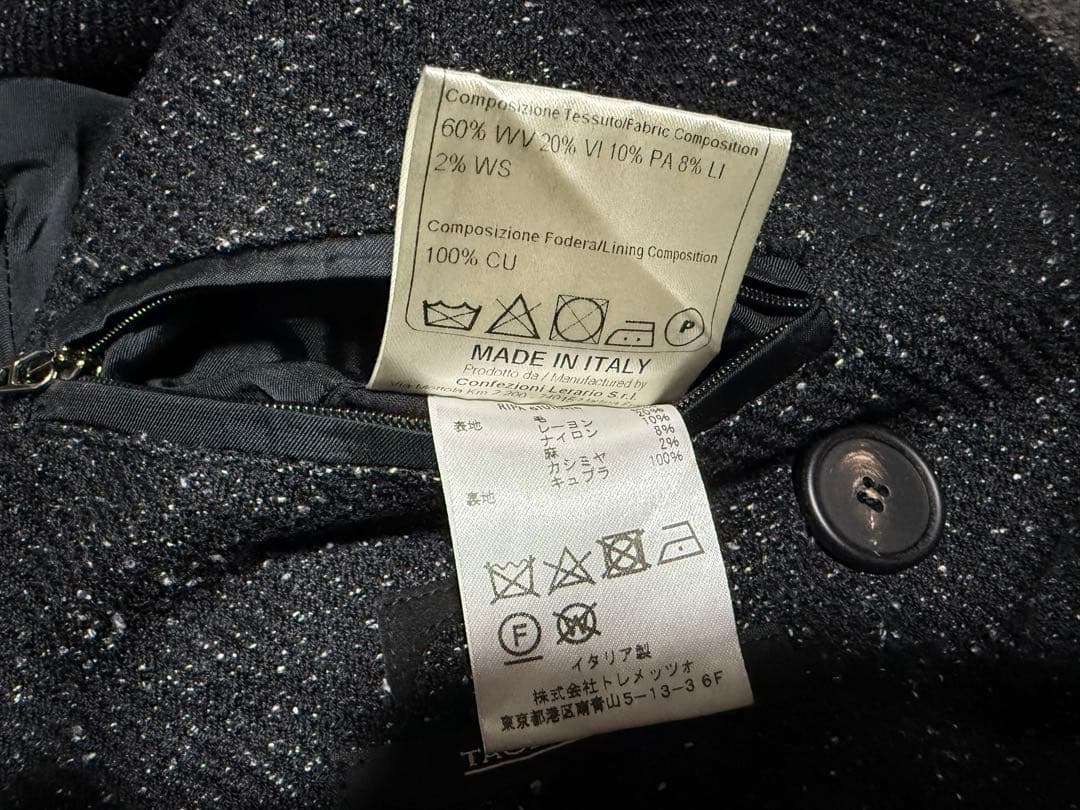 Composizione Tessuto/Fabric Composition
60% WV 20% VI 10% PA 8% LI
2% WS
Composizione Fodera/Lining Composition
100% CU
P
MADE IN ITALY
Prodotto da / Manufactured by
Confezioni Lerario S.r.l.
Via Km
表地 毛
レーヨン 10%
ナイロン 8%
麻 2%
カシミヤ 100%
キュプラ
裏地
F
W
イタリア製
株式会社トレメッツォ
東京都港区南青山5-13-3 6F